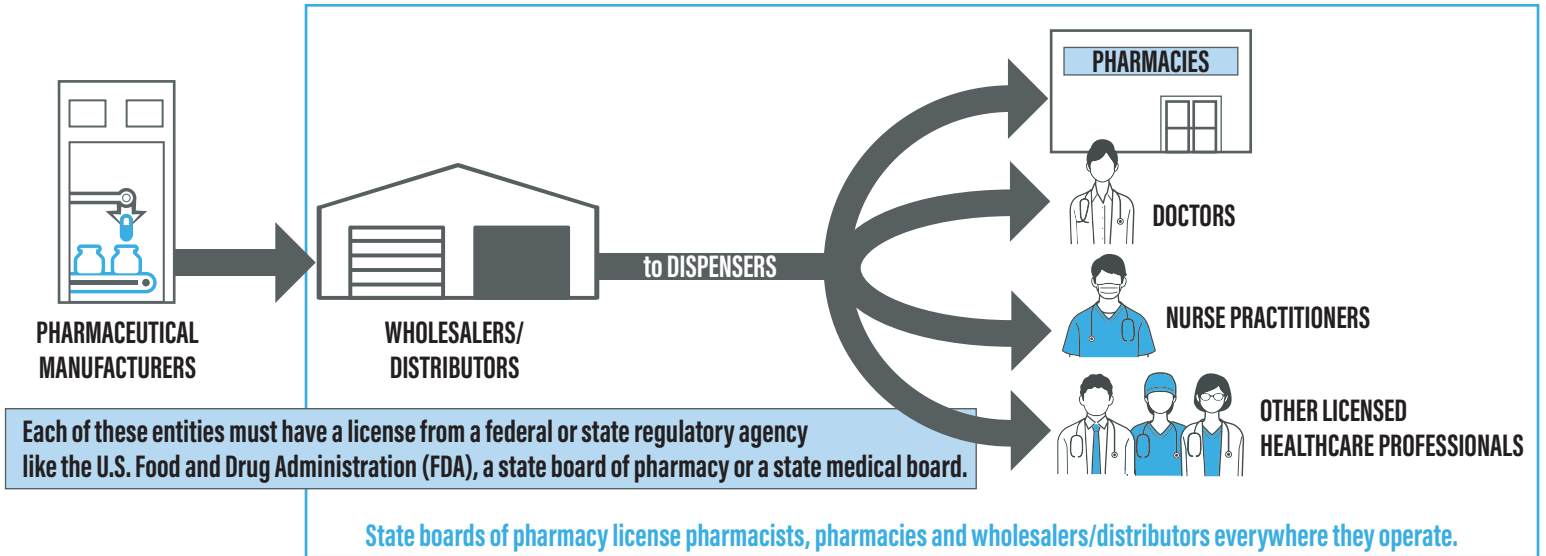 PHARMACIES
DOCTORS
to DISPENSERS
NURSE PRACTITIONERS
PHARMACEUTICAL
MANUFACTURERS
WHOLESALERS/
DISTRIBUTORS
OTHER LICENSED
HEALTHCARE PROFESSIONALS
Each of these entities must have a license from a federal or state regulatory agency
like the U.S. Food and Drug Administration (FDA), a state board of pharmacy or a state medical board.
State boards of pharmacy license pharmacists, pharmacies and wholesalers/distributors everywhere they operate.